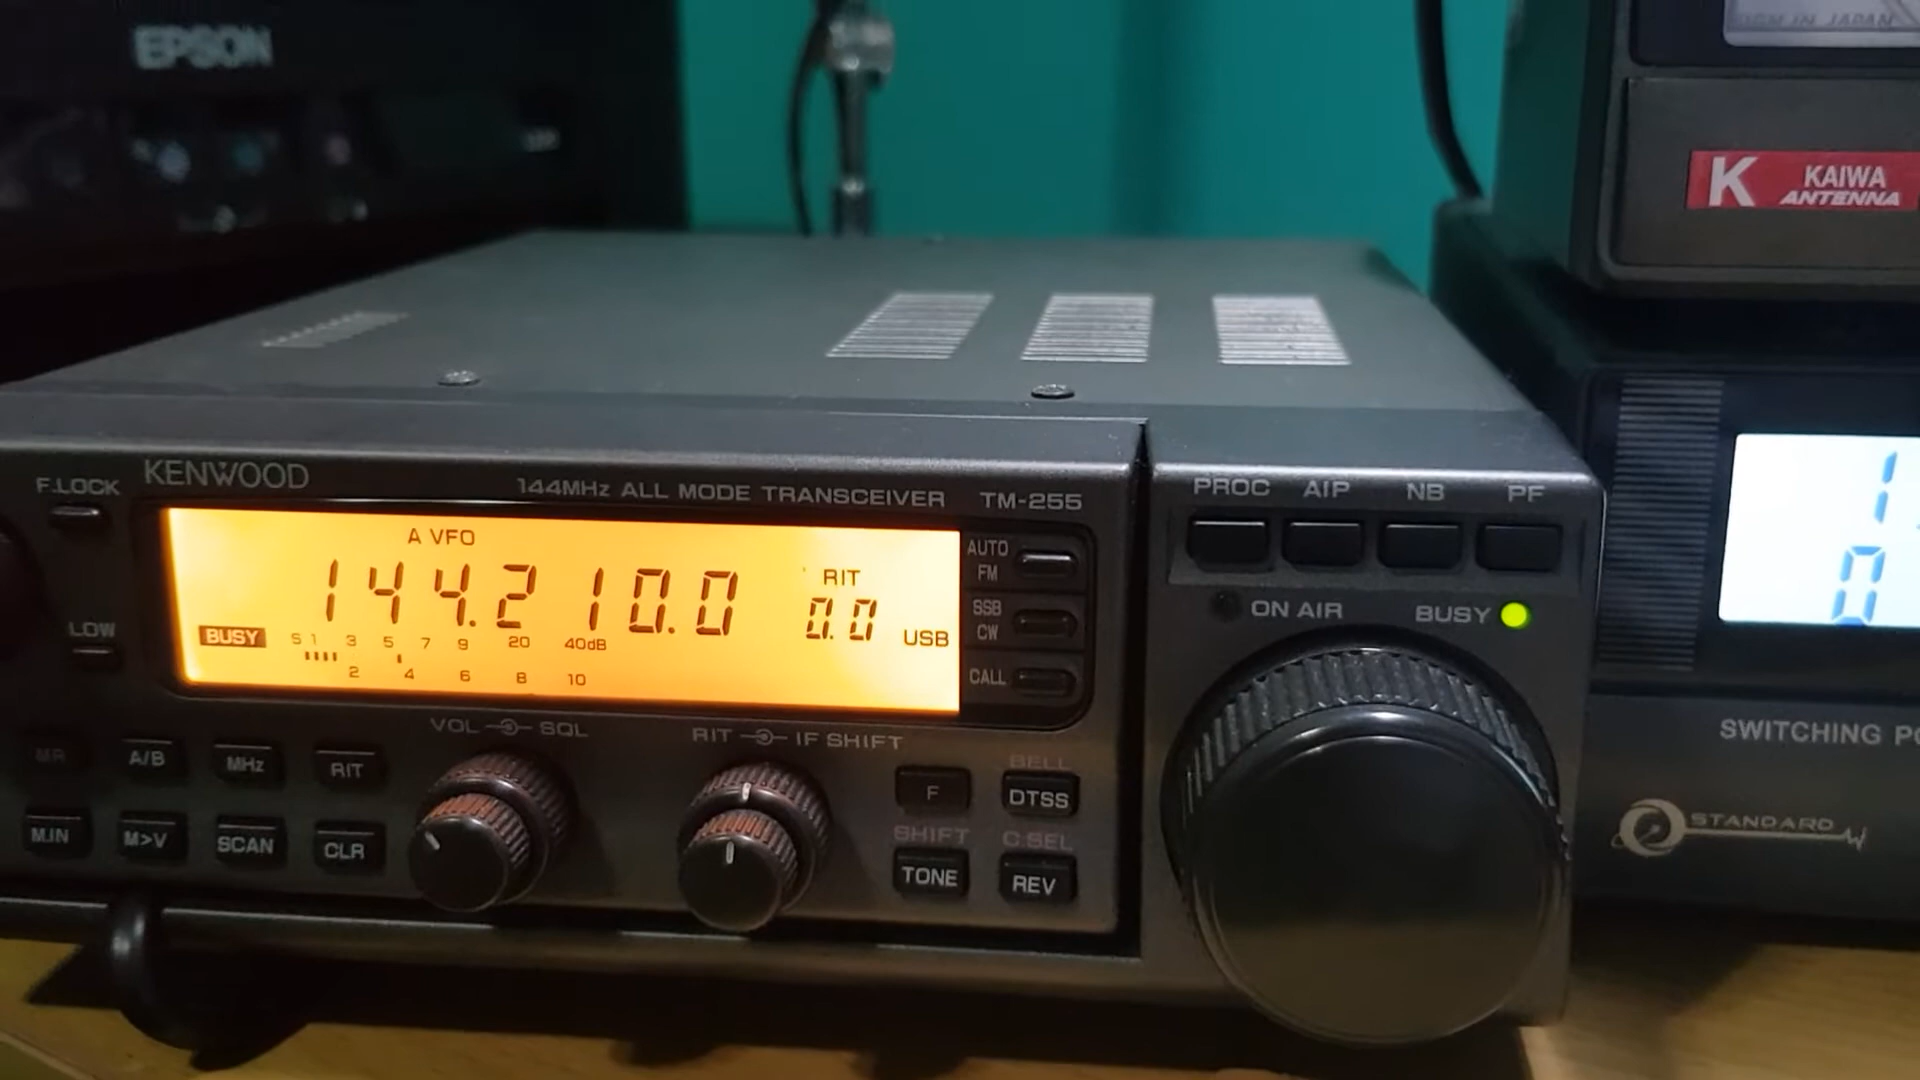 EPSON
KAIWA
ANTENNA
F.LOCK
KENWOOD
144MHz ALL MODE TRANSCEIVER TM-255
PROC AIP NB PF
A VFO
144.210.0
RIT
0.0
BUSY
S 1 3 5 7 9 20 40dB
USB
2 4 6 8 10
AUTO
FM
SSB
CW
CALL
LOW
ON AIR BUSY
VOL SQL
RIT IF SHIFT
MR A/B MHz RIT
M.IN M>V SCAN CLR
F
BELL
DTSS
SHIFT
TONE
C.SEL
REV
1
0
SWITCHING
STANDARD